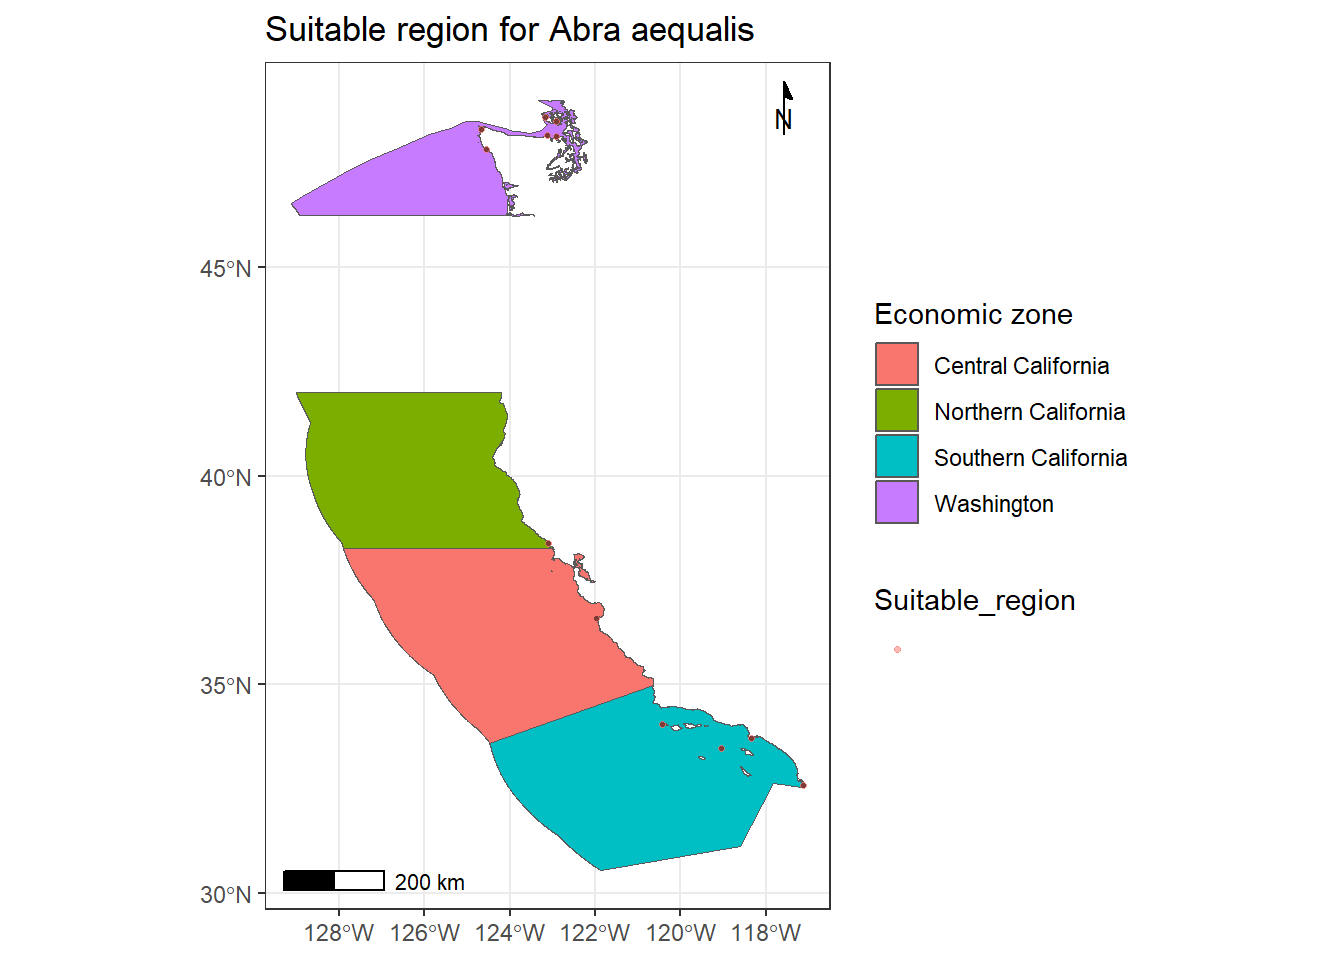 Suitable region for Abra aequalis
N
45°N
40°N
35°N
30°N
200 km
128°W 126°W 124°W 122°W 120°W 118°W
Economic zone
Central California
Northern California
Southern California
Washington
Suitable_region